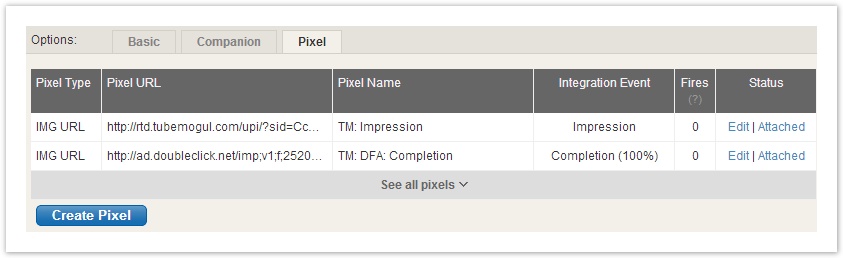 Options: Basic Companion Pixel
Pixel Type Pixel URL Pixel Name Integration Event Fires Status
(?)
IMG URL http://rtd.tubemogul.com/upi/?sid=Cc... TM: Impression Impression 0 Edit | Attached
IMG URL http://ad.doubleclick.net/imp;v1;f;2520... TM: DFA: Completion Completion (100%) 0 Edit | Attached
See all pixels
Create Pixel